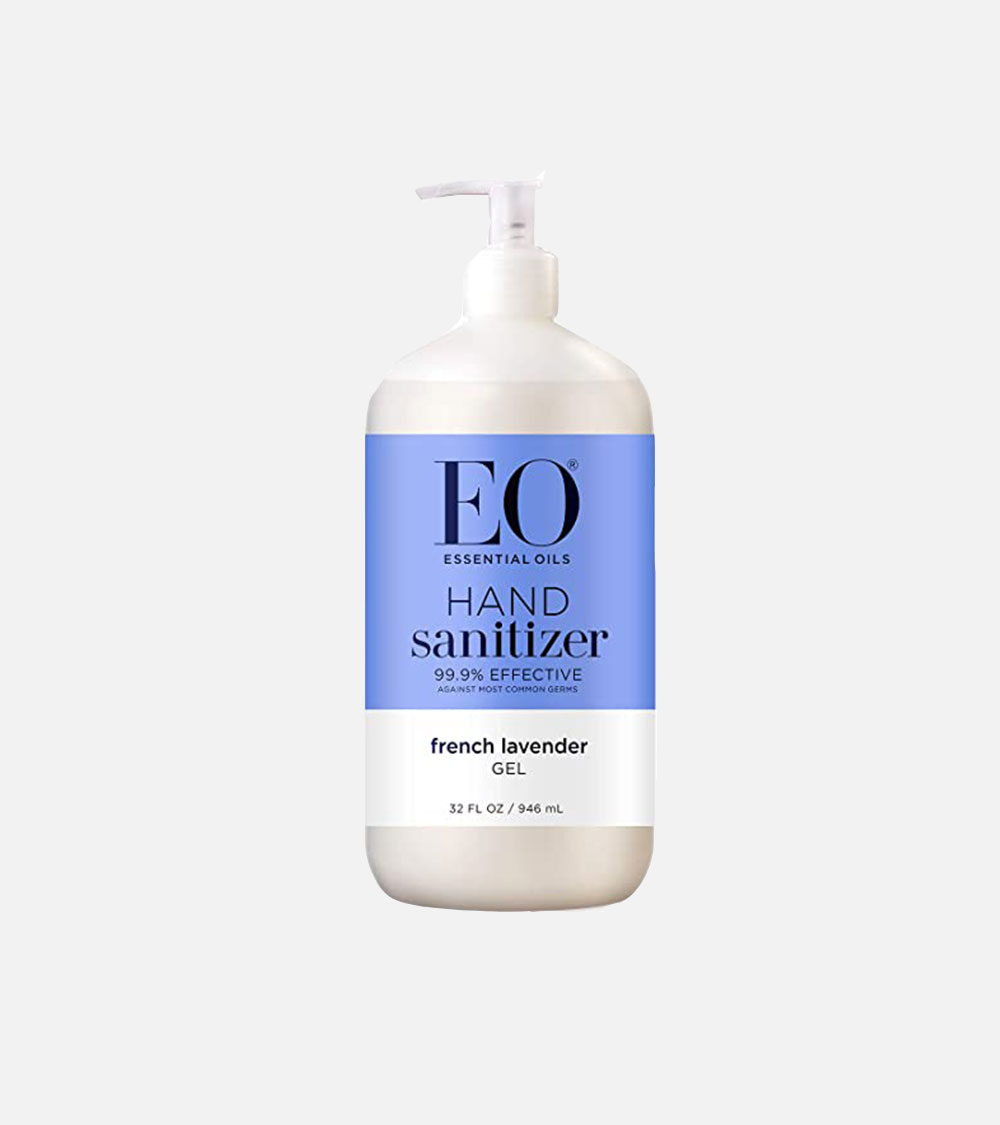 EO®
ESSENTIAL OILS
HAND
sanitizer
99.9% EFFECTIVE
AGAINST MOST COMMON GERMS
french lavender
GEL
32 FL OZ / 946 mL